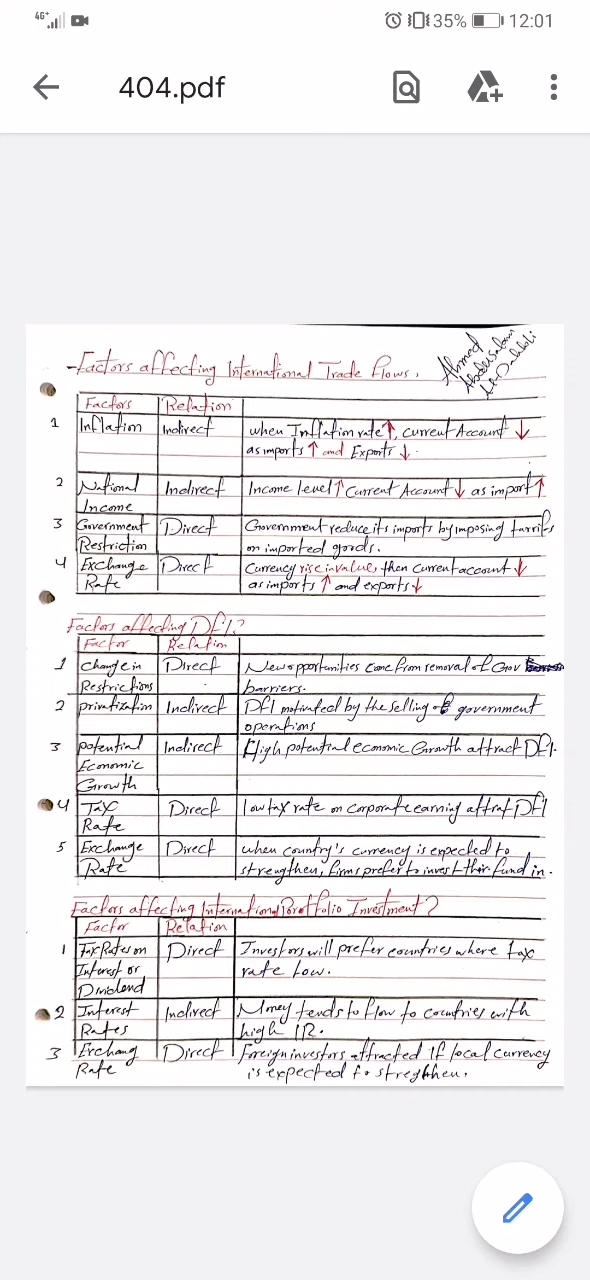 4G+ 35% 12:01
404.pdf
-Factors affecting International Trade flows.
Ahmed
Factors Relation
1 Inflation Indirect when Inflation rate↑, current Account ↓
as imports ↑ and Exports ↓.
2 National Indirect Income level↑ Current Account↓ as import↑
Income
3 Government Direct Government reduce its imports by imposing tarrifs
Restriction on imported goods.
4 Exchange Direct Currency rise in value, then current account ↓
Rate as imports ↑ and exports↓
Factors affecting DFI?
Factor Relation
1 Change in Direct New opportunities come from removal of Gov
Restrictions barriers.
2 privatization Indirect DFI motivated by the selling of government
operations
3 potential Indirect High potential economic Growth attract DFI.
Economic
Growth
4 Tax Direct low tax rate on corporate earning attrat DFI
Rate
5 Exchange Direct when country's currency is expected to
Rate strengthen, firms prefer to invest their fund in.
Factors affecting International Portfolio Investment?
Factor Relation
1 Tax Rates on Direct Investors will prefer countries where tax
Interest or rate Low.
Dividend
2 Interest Indirect Money tends to flow to countries with
Rates high IR.
3 Exchang Direct Foreign investors attracted If local currency
Rate is expected to stregthen.